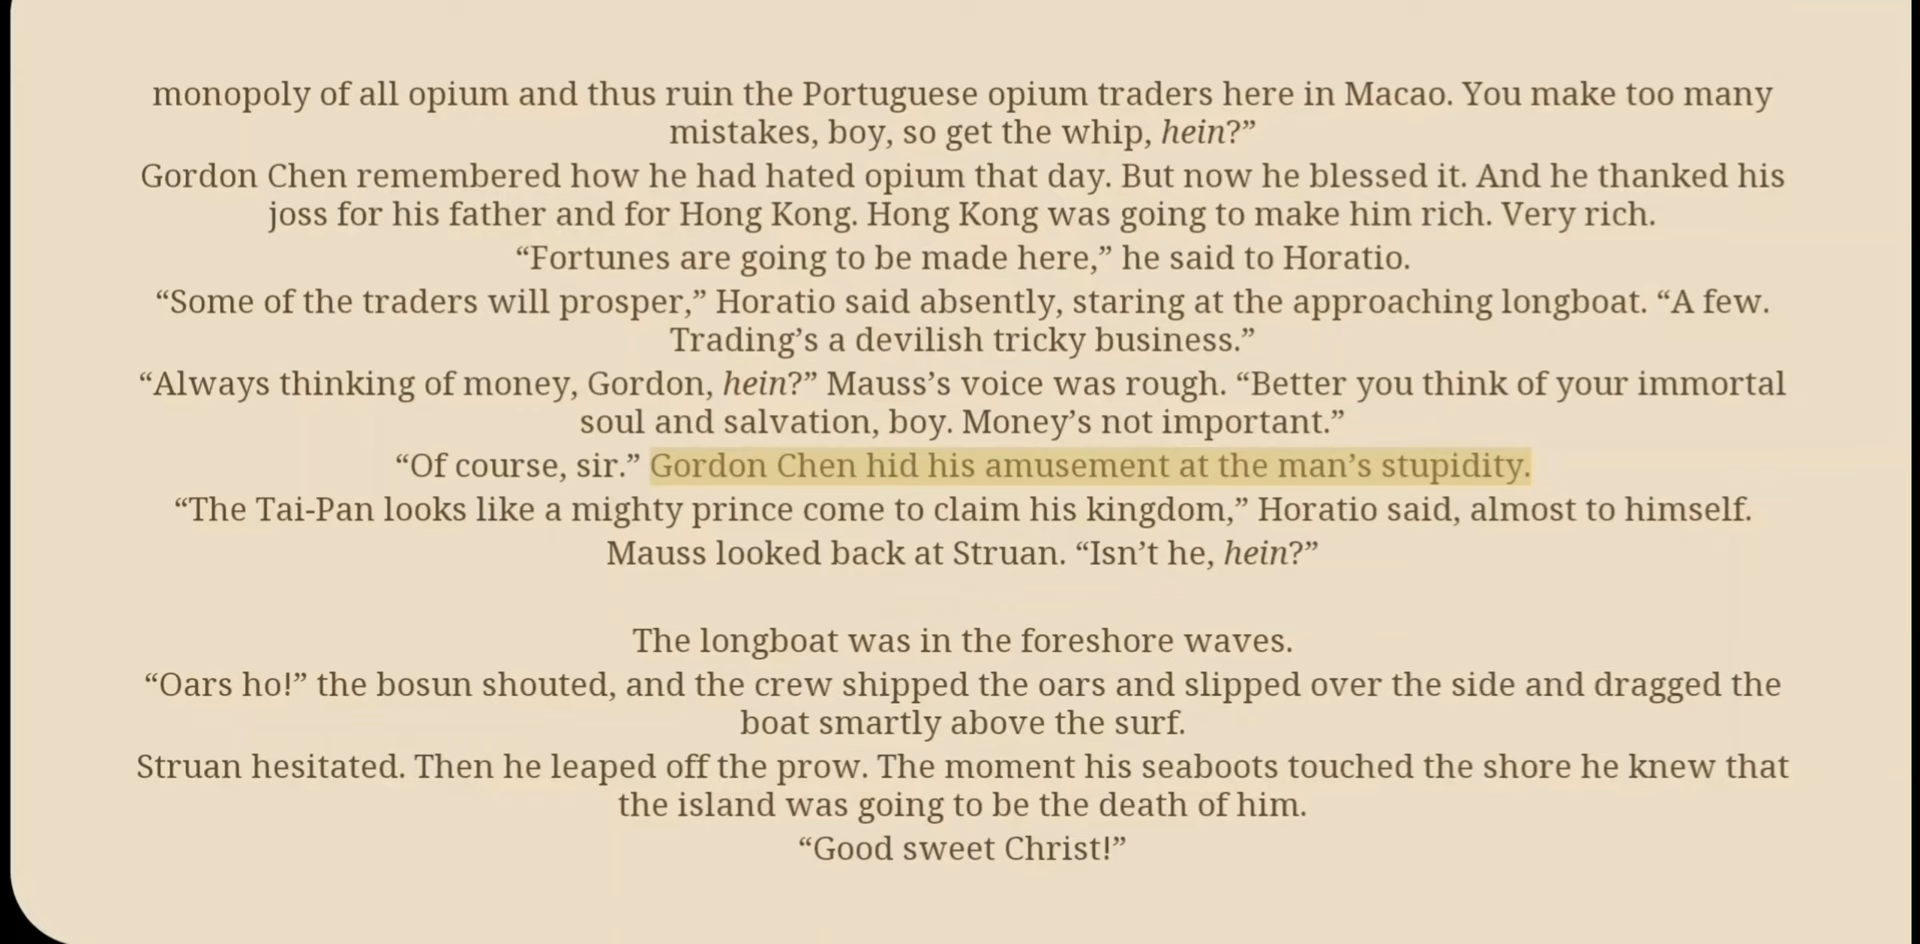 monopoly of all opium and thus ruin the Portuguese opium traders here in Macao. You make too many
mistakes, boy, so get the whip, hein?”
Gordon Chen remembered how he had hated opium that day. But now he blessed it. And he thanked his
joss for his father and for Hong Kong. Hong Kong was going to make him rich. Very rich.
“Fortunes are going to be made here,” he said to Horatio.
“Some of the traders will prosper,” Horatio said absently, staring at the approaching longboat. “A few.
Trading’s a devilish tricky business.”
“Always thinking of money, Gordon, hein?” Mauss’s voice was rough. “Better you think of your immortal
soul and salvation, boy. Money’s not important.”
“Of course, sir.” Gordon Chen hid his amusement at the man’s stupidity.
“The Tai-Pan looks like a mighty prince come to claim his kingdom,” Horatio said, almost to himself.
Mauss looked back at Struan. “Isn’t he, hein?”
The longboat was in the foreshore waves.
“Oars ho!” the bosun shouted, and the crew shipped the oars and slipped over the side and dragged the
boat smartly above the surf.
Struan hesitated. Then he leaped off the prow. The moment his seaboots touched the shore he knew that
the island was going to be the death of him.
“Good sweet Christ!”